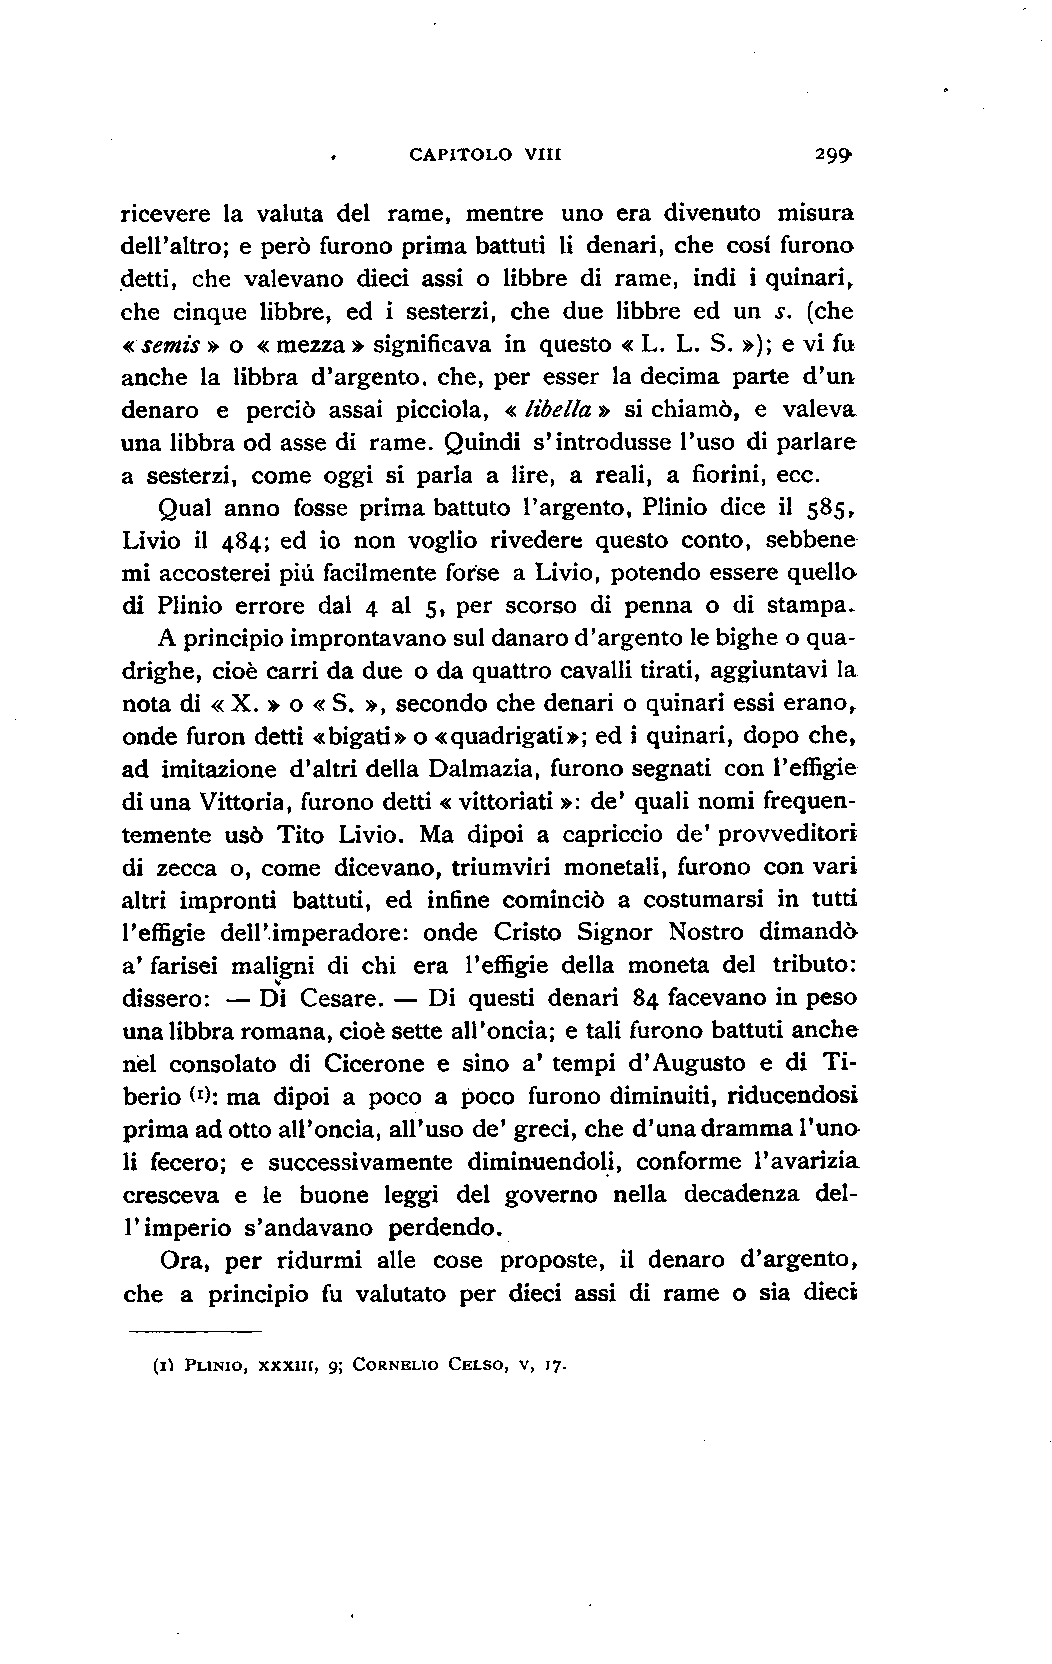 CAPITOLO VIII 299
ricevere la valuta del rame, mentre uno era divenuto misura
dell'altro; e però furono prima battuti li denari, che cosí furono
detti, che valevano dieci assi o libbre di rame, indi i quinari,
che cinque libbre, ed i sesterzi, che due libbre ed un s. (che
« semis » o « mezza » significava in questo « L. L. S. »); e vi fu
anche la libbra d'argento, che, per esser la decima parte d'un
denaro e perciò assai picciola, « libella » si chiamò, e valeva
una libbra od asse di rame. Quindi s'introdusse l'uso di parlare
a sesterzi, come oggi si parla a lire, a reali, a fiorini, ecc.
Qual anno fosse prima battuto l'argento, Plinio dice il 585,
Livio il 484; ed io non voglio rivedere questo conto, sebbene
mi accosterei piú facilmente forse a Livio, potendo essere quello
di Plinio errore dal 4 al 5, per scorso di penna o di stampa.
A principio improntavano sul danaro d'argento le bighe o qua-
drighe, cioè carri da due o da quattro cavalli tirati, aggiuntavi la
nota di « X. » o « S. », secondo che denari o quinari essi erano,
onde furon detti «bigati» o «quadrigati»; ed i quinari, dopo che,
ad imitazione d'altri della Dalmazia, furono segnati con l'effigie
di una Vittoria, furono detti « vittoriati »: de' quali nomi frequen-
temente usò Tito Livio. Ma dipoi a capriccio de' provveditori
di zecca o, come dicevano, triumviri monetali, furono con vari
altri impronti battuti, ed infine cominciò a costumarsi in tutti
l'effigie dell'imperadore: onde Cristo Signor Nostro dimandò
a' farisei maligni di chi era l'effigie della moneta del tributo:
dissero: — Di Cesare. — Di questi denari 84 facevano in peso
una libbra romana, cioè sette all'oncia; e tali furono battuti anche
nel consolato di Cicerone e sino a' tempi d'Augusto e di Ti-
berio (1): ma dipoi a poco a poco furono diminuiti, riducendosi
prima ad otto all'oncia, all'uso de' greci, che d'una dramma l'uno
li fecero; e successivamente diminuendoli, conforme l'avarizia
cresceva e le buone leggi del governo nella decadenza del-
l'imperio s'andavano perdendo.
Ora, per ridurmi alle cose proposte, il denaro d'argento,
che a principio fu valutato per dieci assi di rame o sia dieci
(1) PLINIO, XXXIII, 9; CORNELIO CELSO, V, 17.